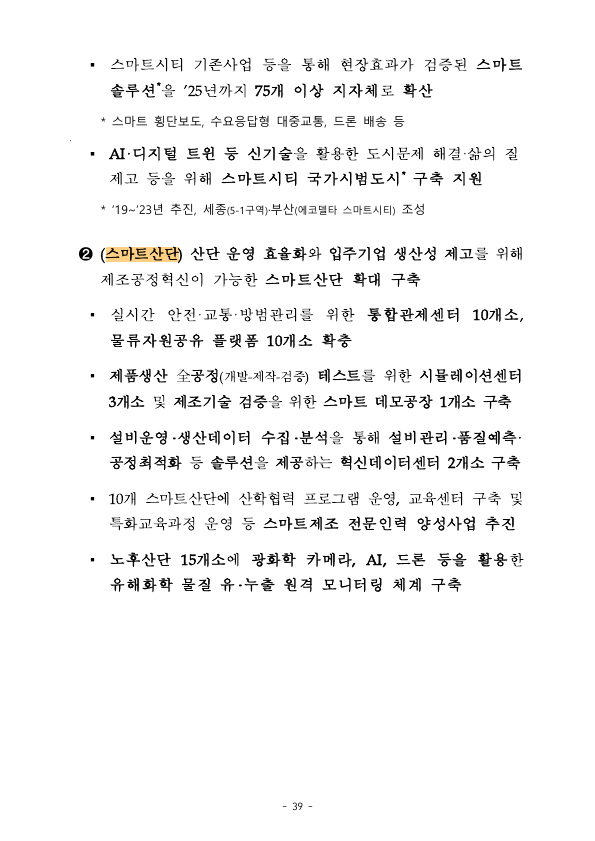 ▪ 스마트시티 기존사업 등을 통해 현장효과가 검증된 스마트
솔루션*을 ’25년까지 75개 이상 지자체로 확산
* 스마트 횡단보도, 수요응답형 대중교통, 드론 배송 등
▪ AI·디지털 트윈 등 신기술을 활용한 도시문제 해결·삶의 질
제고 등을 위해 스마트시티 국가시범도시* 구축 지원
* ’19~’23년 추진, 세종(5-1구역)·부산(에코델타 스마트시티) 조성
❷ (스마트산단) 산단 운영 효율화와 입주기업 생산성 제고를 위해
제조공정혁신이 가능한 스마트산단 확대 구축
▪ 실시간 안전·교통·방범관리를 위한 통합관제센터 10개소,
물류자원공유 플랫폼 10개소 확충
▪ 제품생산 全공정(개발-제작-검증) 테스트를 위한 시뮬레이션센터
3개소 및 제조기술 검증을 위한 스마트 데모공장 1개소 구축
▪ 설비운영·생산데이터 수집·분석을 통해 설비관리·품질예측·
공정최적화 등 솔루션을 제공하는 혁신데이터센터 2개소 구축
▪ 10개 스마트산단에 산학협력 프로그램 운영, 교육센터 구축 및
특화교육과정 운영 등 스마트제조 전문인력 양성사업 추진
▪ 노후산단 15개소에 광화학 카메라, AI, 드론 등을 활용한
유해화학 물질 유·누출 원격 모니터링 체계 구축
- 39 -